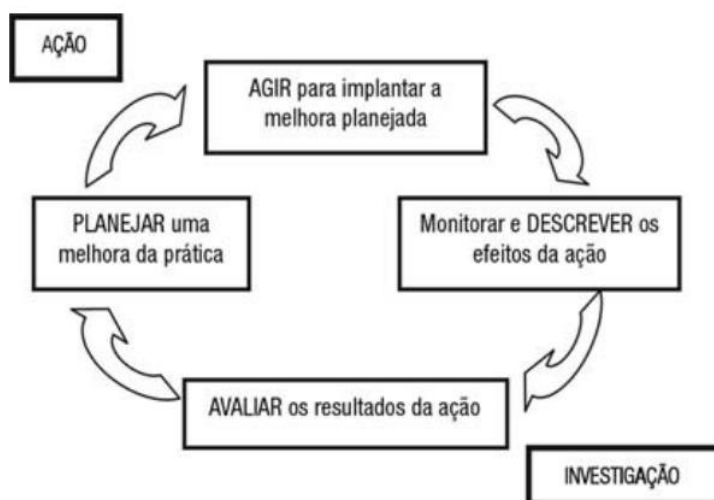 AÇÃO
AGIR para implantar a
melhora planejada
PLANEJAR uma
melhora da prática
Monitorar e DESCREVER os
efeitos da ação
AVALIAR os resultados da ação
INVESTIGAÇÃO